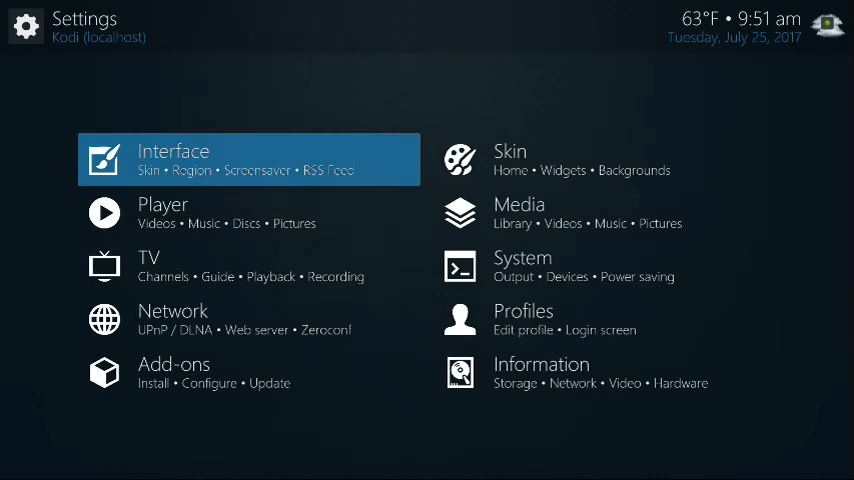 Settings
Kodi (localhost)
63°F • 9:51 am
Tuesday, July 25, 2017
Interface
Skin • Region • Screensaver • RSS Feed
Skin
Home • Widgets • Backgrounds
Player
Videos • Music • Discs • Pictures
Media
Library • Videos • Music • Pictures
TV
Channels • Guide • Playback • Recording
System
Output • Devices • Power saving
Network
UPnP / DLNA • Web server • Zeroconf
Profiles
Edit profile • Login screen
Add-ons
Install • Configure • Update
Information
Storage • Network • Video • Hardware